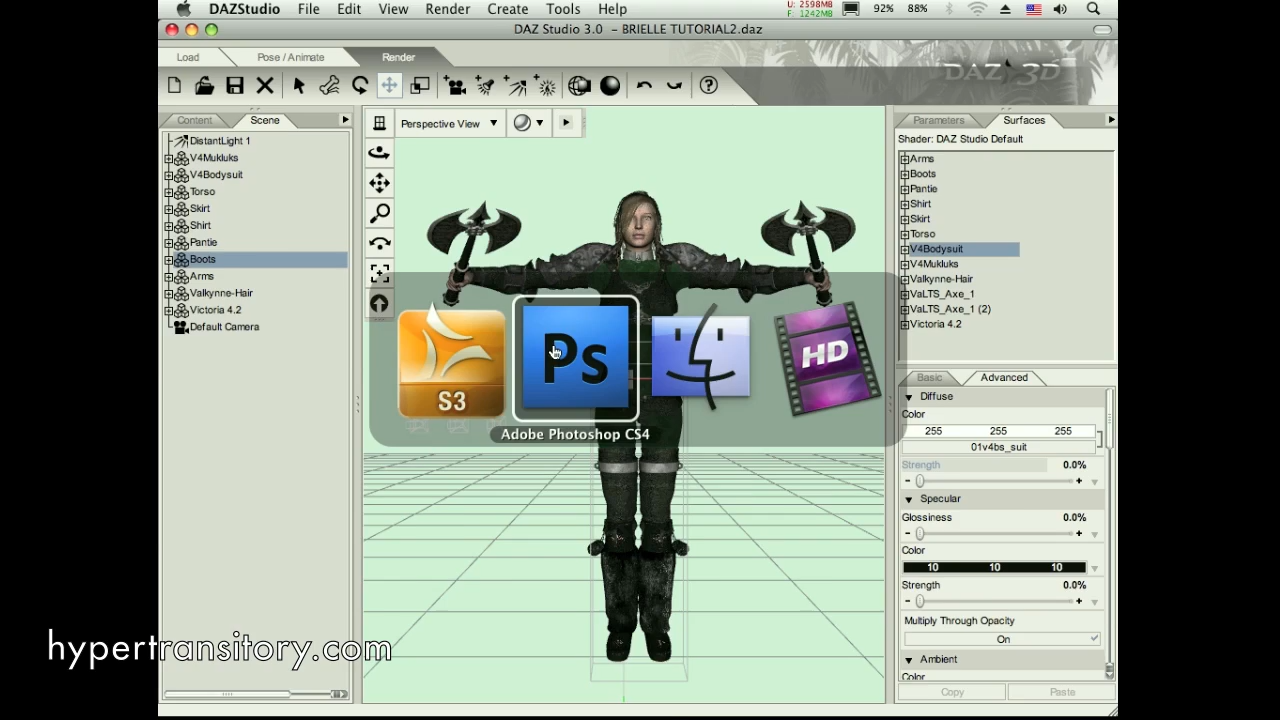 DAZStudio File Edit View Render Create Tools Help U: 2598MB F: 1242MB 92% 88%
DAZ Studio 3.0 - BRIELLE TUTORIAL2.daz
Load Pose / Animate Render
DAZ 3D
Content Scene
Perspective View
Parameters Surfaces
Shader: DAZ Studio Default
DistantLight 1
V4Mukluks
V4Bodysuit
Torso
Skirt
Shirt
Pantie
Boots
Arms
Valkynne-Hair
Victoria 4.2
Default Camera
Arms
Boots
Pantie
Shirt
Skirt
Torso
V4Bodysuit
V4Mukluks
Valkynne-Hair
VaLTS_Axe_1
VaLTS_Axe_1 (2)
Victoria 4.2
S3
Ps
HD
Adobe Photoshop CS4
Basic Advanced
Diffuse
Color
255 255 255
01v4bs_suit
Strength 0.0%
Specular
Glossiness 0.0%
Color
10 10 10
Strength 0.0%
Multiply Through Opacity
On
Ambient
Color
Copy Paste
hypertransitory.com